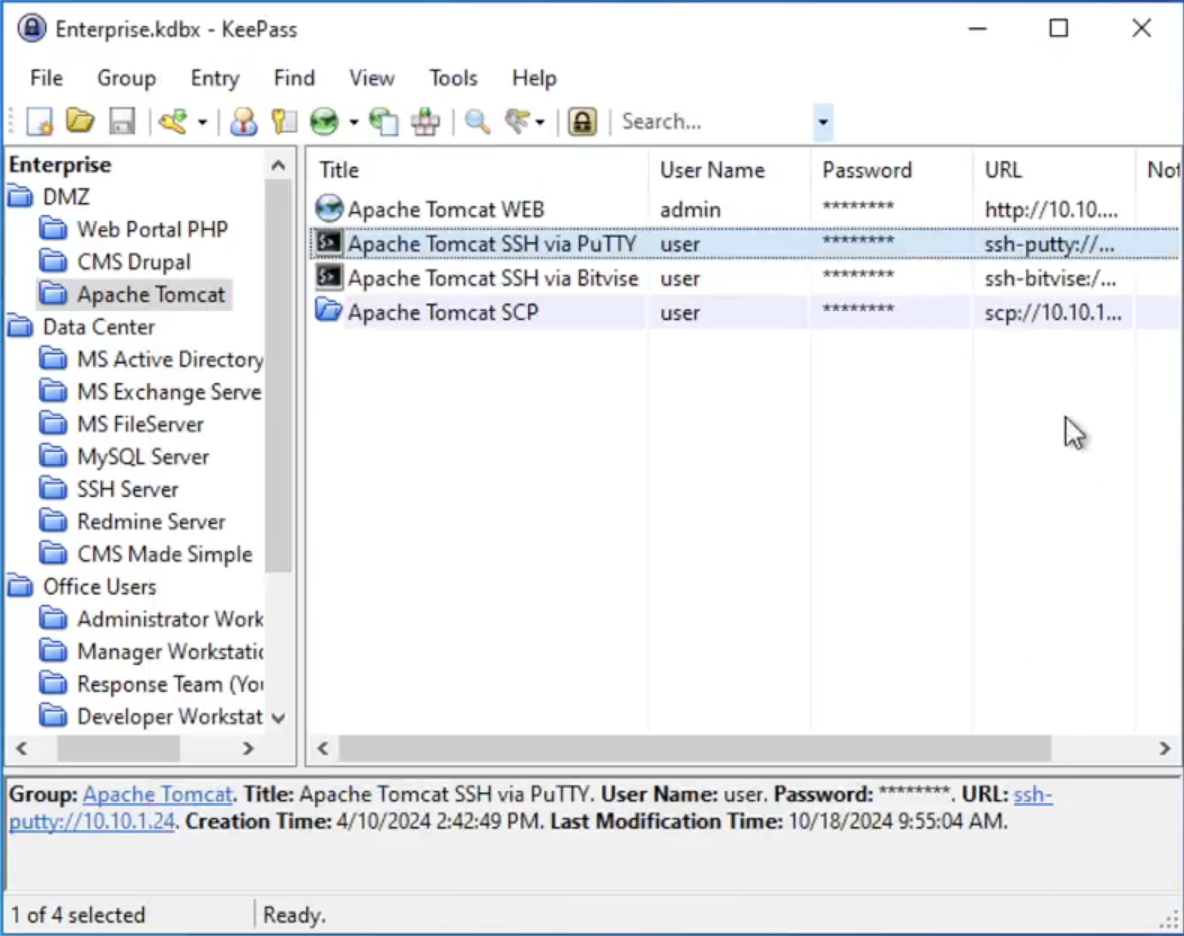 Enterprise.kdbx - KeePass
File Group Entry Find View Tools Help
Search...
Enterprise
DMZ
Web Portal PHP
CMS Drupal
Apache Tomcat
Data Center
MS Active Directory
MS Exchange Serve
MS FileServer
MySQL Server
SSH Server
Redmine Server
CMS Made Simple
Office Users
Administrator Work
Manager Workstatic
Response Team (You
Developer Workstat
Title User Name Password URL Not
Apache Tomcat WEB admin ******** http://10.10....
Apache Tomcat SSH via PuTTY user ******** ssh-putty://...
Apache Tomcat SSH via Bitvise user ******** ssh-bitvise:/...
Apache Tomcat SCP user ******** scp://10.10.1...
Group: Apache Tomcat. Title: Apache Tomcat SSH via PuTTY. User Name: user. Password: ********. URL: ssh-
putty://10.10.1.24. Creation Time: 4/10/2024 2:42:49 PM. Last Modification Time: 10/18/2024 9:55:04 AM.
1 of 4 selected Ready.